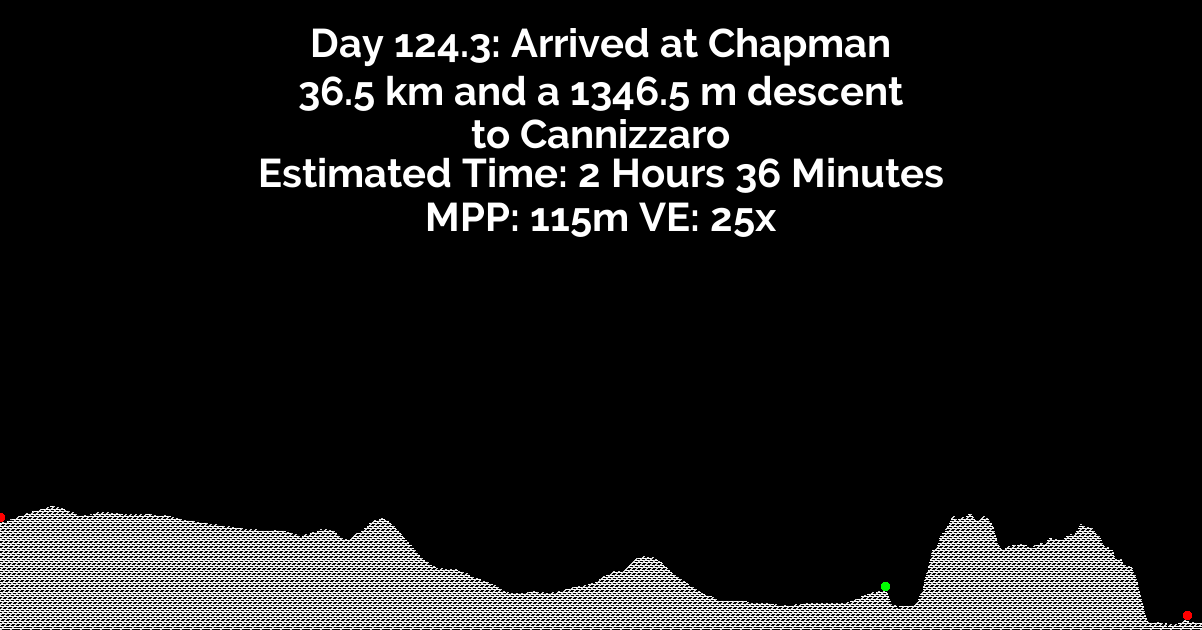 Day 124.3: Arrived at Chapman
36.5 km and a 1346.5 m descent
to Cannizzaro
Estimated Time: 2 Hours 36 Minutes
MPP: 115m VE: 25x